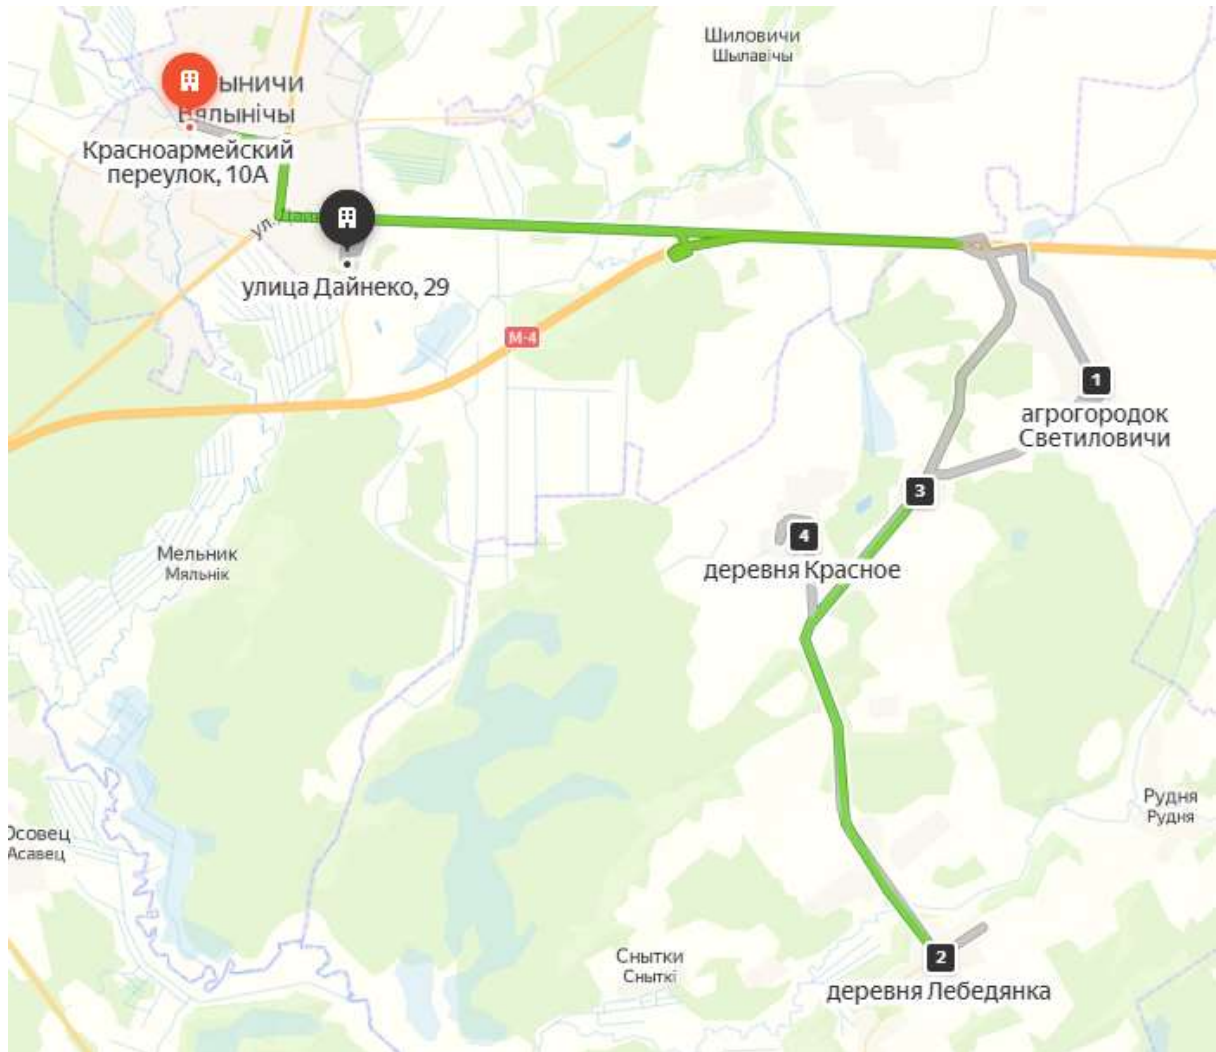 Шиловичи
Шылавічы
ыничи
ялынічы
Красноармейский
переулок, 10А
ул.
улица Дайнеко, 29
М-4
1
агрогородок
Светиловичи
3
4
деревня Красное
Мельник
Мяльнік
Рудня
Рудня
Осовец
Асавец
2
Снытки
Сныткі
деревня Лебедянка